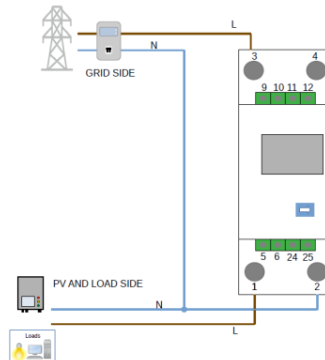 L
N
3 4
9 10 11 12
GRID SIDE
5 6 24 25
PV AND LOAD SIDE
1 2
N
L
Loads